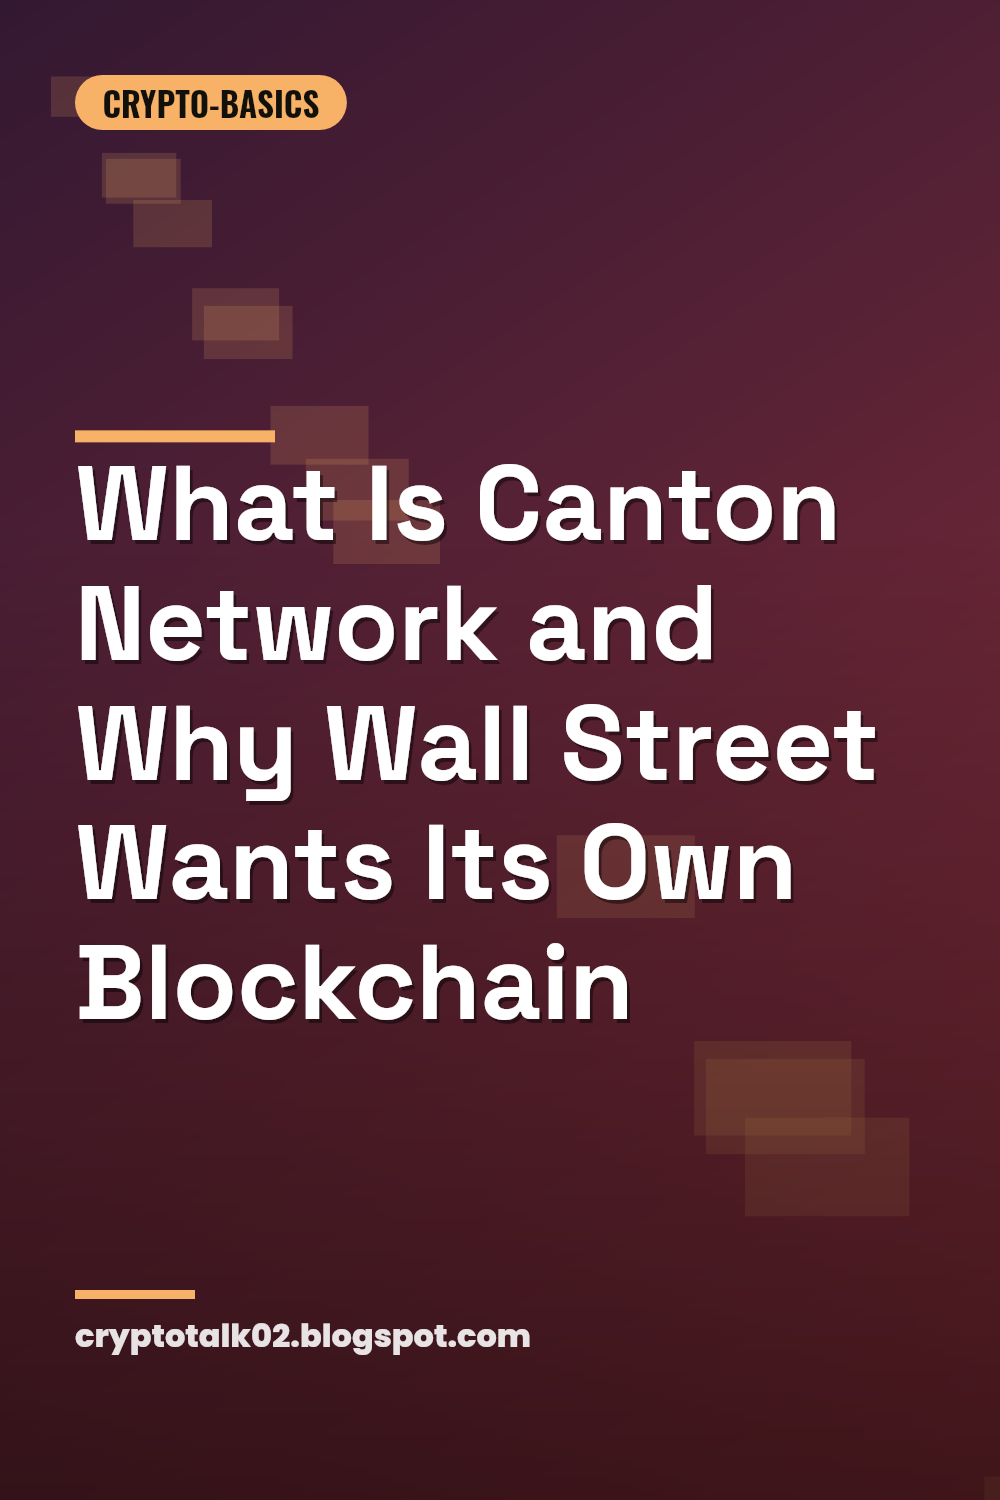 CRYPTO-BASICS
What Is Canton
Network and
Why Wall Street
Wants Its Own
Blockchain
cryptotalk02.blogspot.com